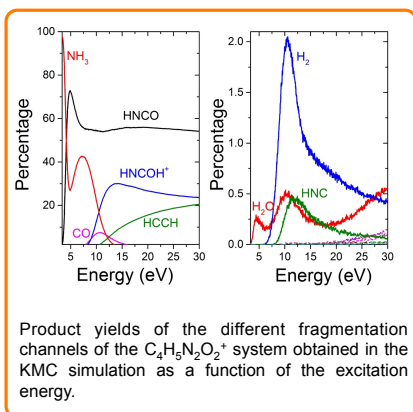 100
80
60
40
20
Percentage
NH₃
HNCO
HNCOH⁺
CO
HCCH
5 10 15 20 25 30
Energy (eV)
2.0
1.5
1.0
0.5
0.0
Percentage
H₂
H₂O
HNC
5 10 15 20 25 30
Energy (eV)
Product yields of the different fragmentation
channels of the C₄H₅N₂O₂⁺ system obtained in the
KMC simulation as a function of the excitation
energy.